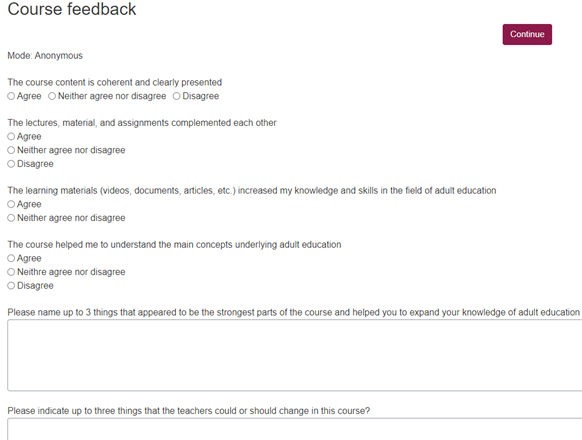 Course feedback
Continue
Mode: Anonymous
The course content is coherent and clearly presented
Agree Neither agree nor disagree Disagree
The lectures, material, and assignments complemented each other
Agree
Neither agree nor disagree
Disagree
The learning materials (videos, documents, articles, etc.) increased my knowledge and skills in the field of adult education
Agree
Neither agree nor disagree
The course helped me to understand the main concepts underlying adult education
Agree
Neithre agree nor disagree
Disagree
Please name up to 3 things that appeared to be the strongest parts of the course and helped you to expand your knowledge of adult education
Please indicate up to three things that the teachers could or should change in this course?